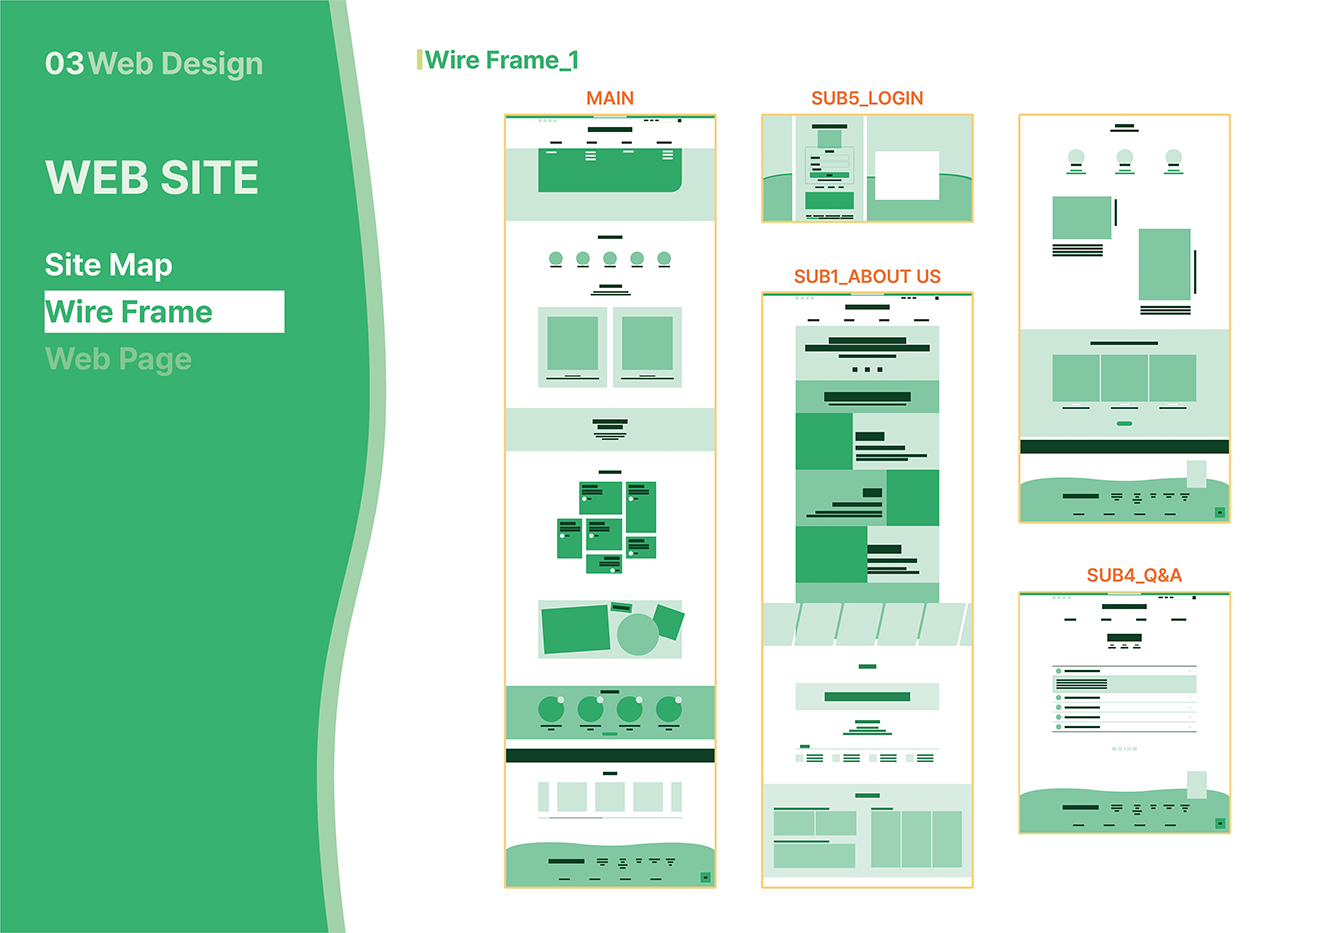 03 Web Design
WEB SITE
Site Map
Wire Frame
Web Page
Wire Frame_1
MAIN
SUB5_LOGIN
SUB1_ABOUT US
SUB4_Q&A